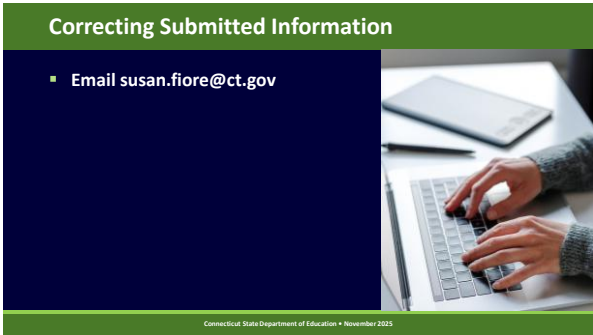 Correcting Submitted Information
▪ Email susan.fiore@ct.gov
Connecticut State Department of Education • November 2025